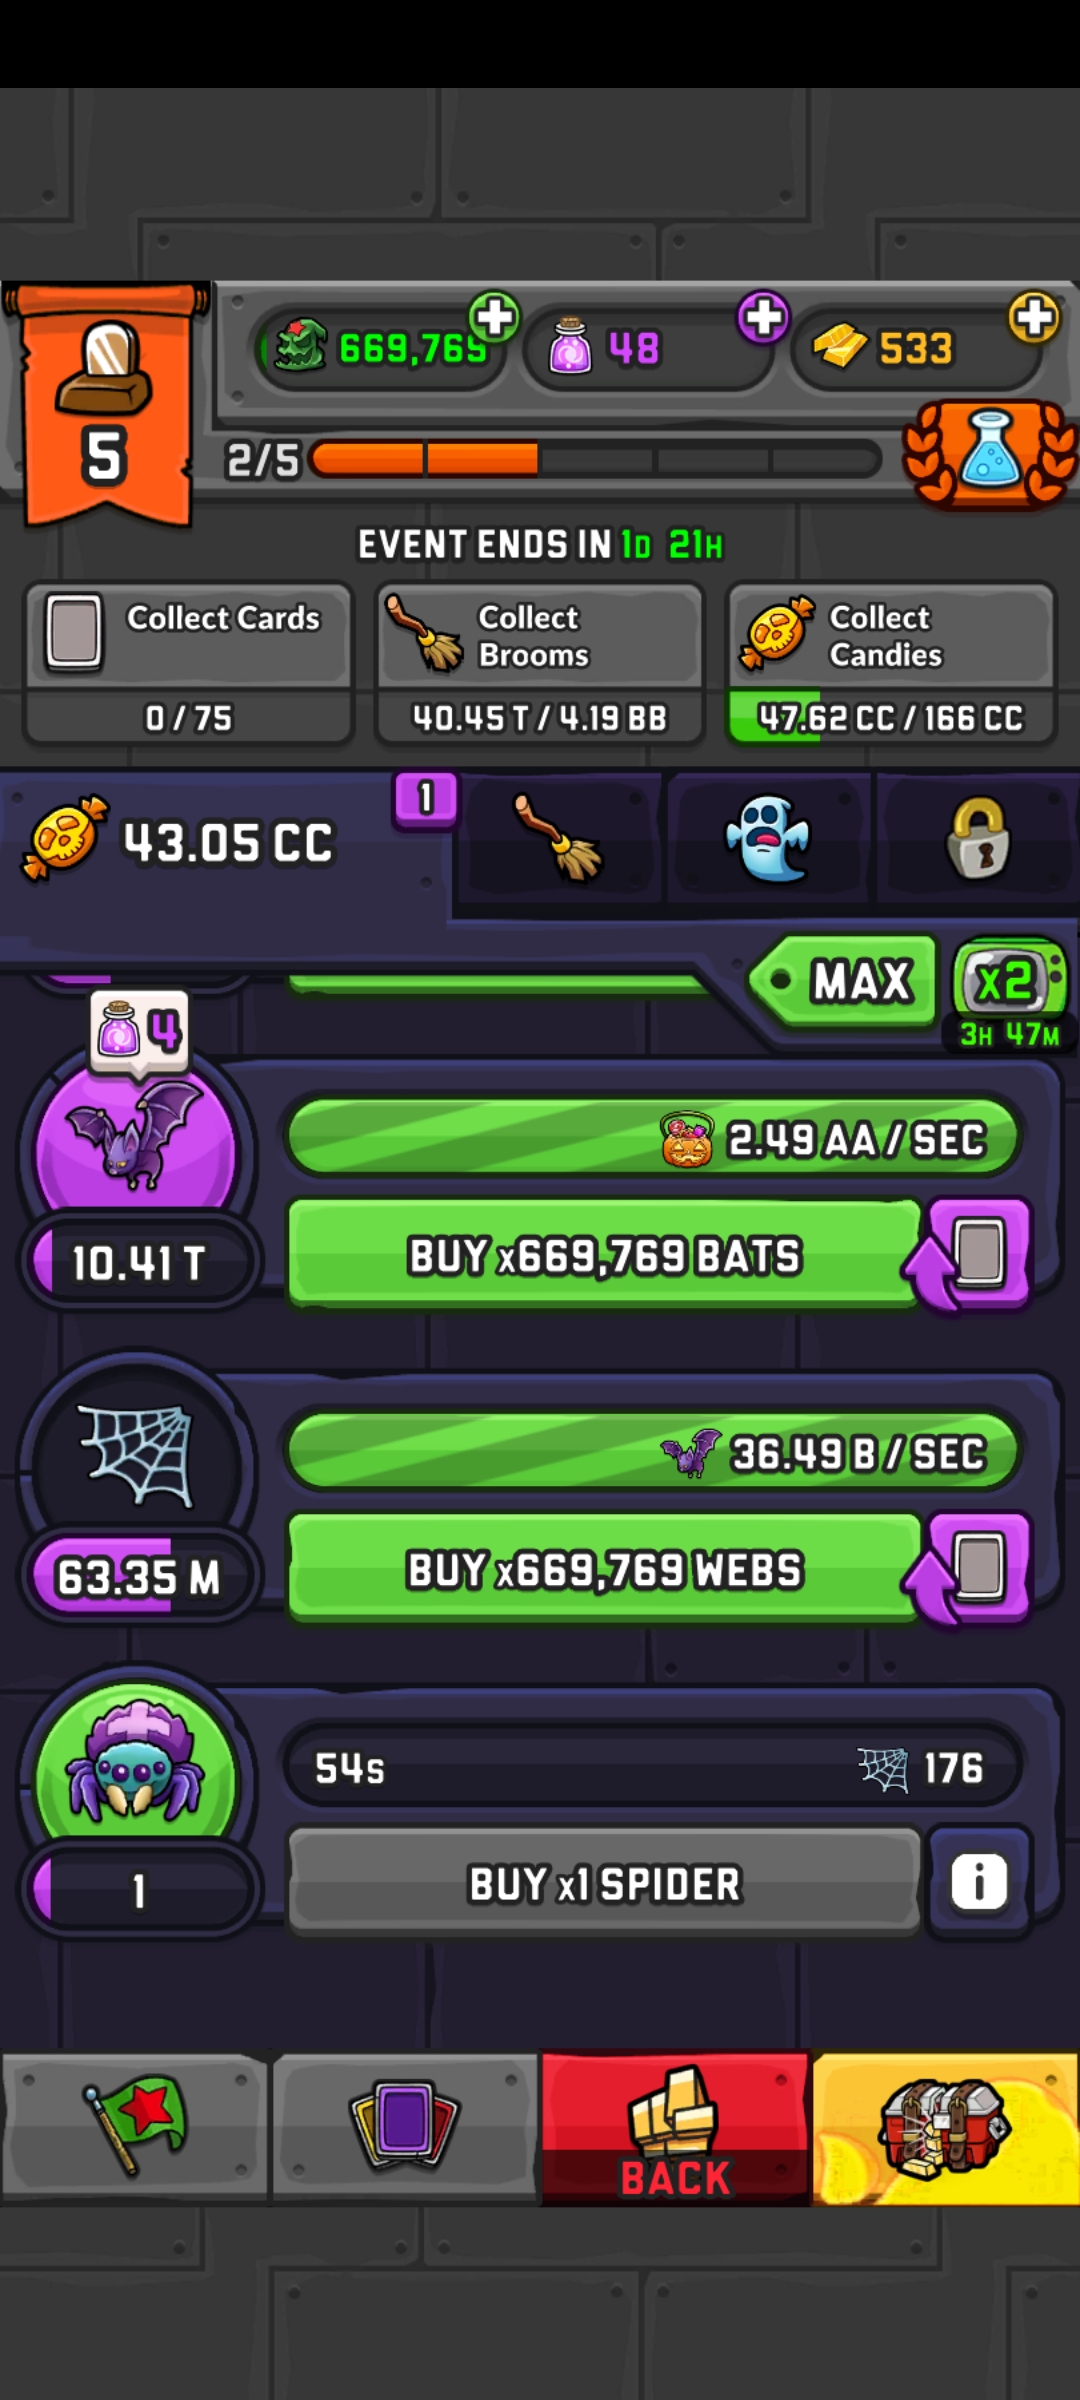 669,769
48
533
5
2/5
EVENT ENDS IN 1D 21H
Collect Cards
0 / 75
Collect
Brooms
40.45 T / 4.19 BB
Collect
Candies
47.62 CC / 166 CC
43.05 CC
1
MAX
x2
3H 47M
4
2.49 AA / SEC
10.41 T
BUY x669,769 BATS
36.49 B / SEC
63.35 M
BUY x669,769 WEBS
54s
176
1
BUY x1 SPIDER
i
BACK